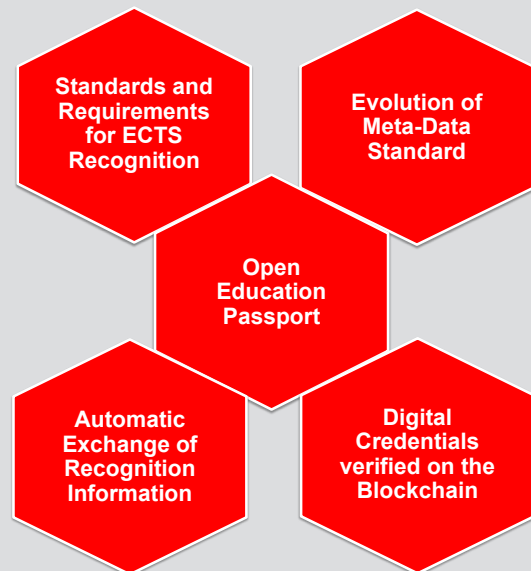 Standards and
Requirements
for ECTS
Recognition
Evolution of
Meta-Data
Standard
Open
Education
Passport
Automatic
Exchange of
Recognition
Information
Digital
Credentials
verified on the
Blockchain